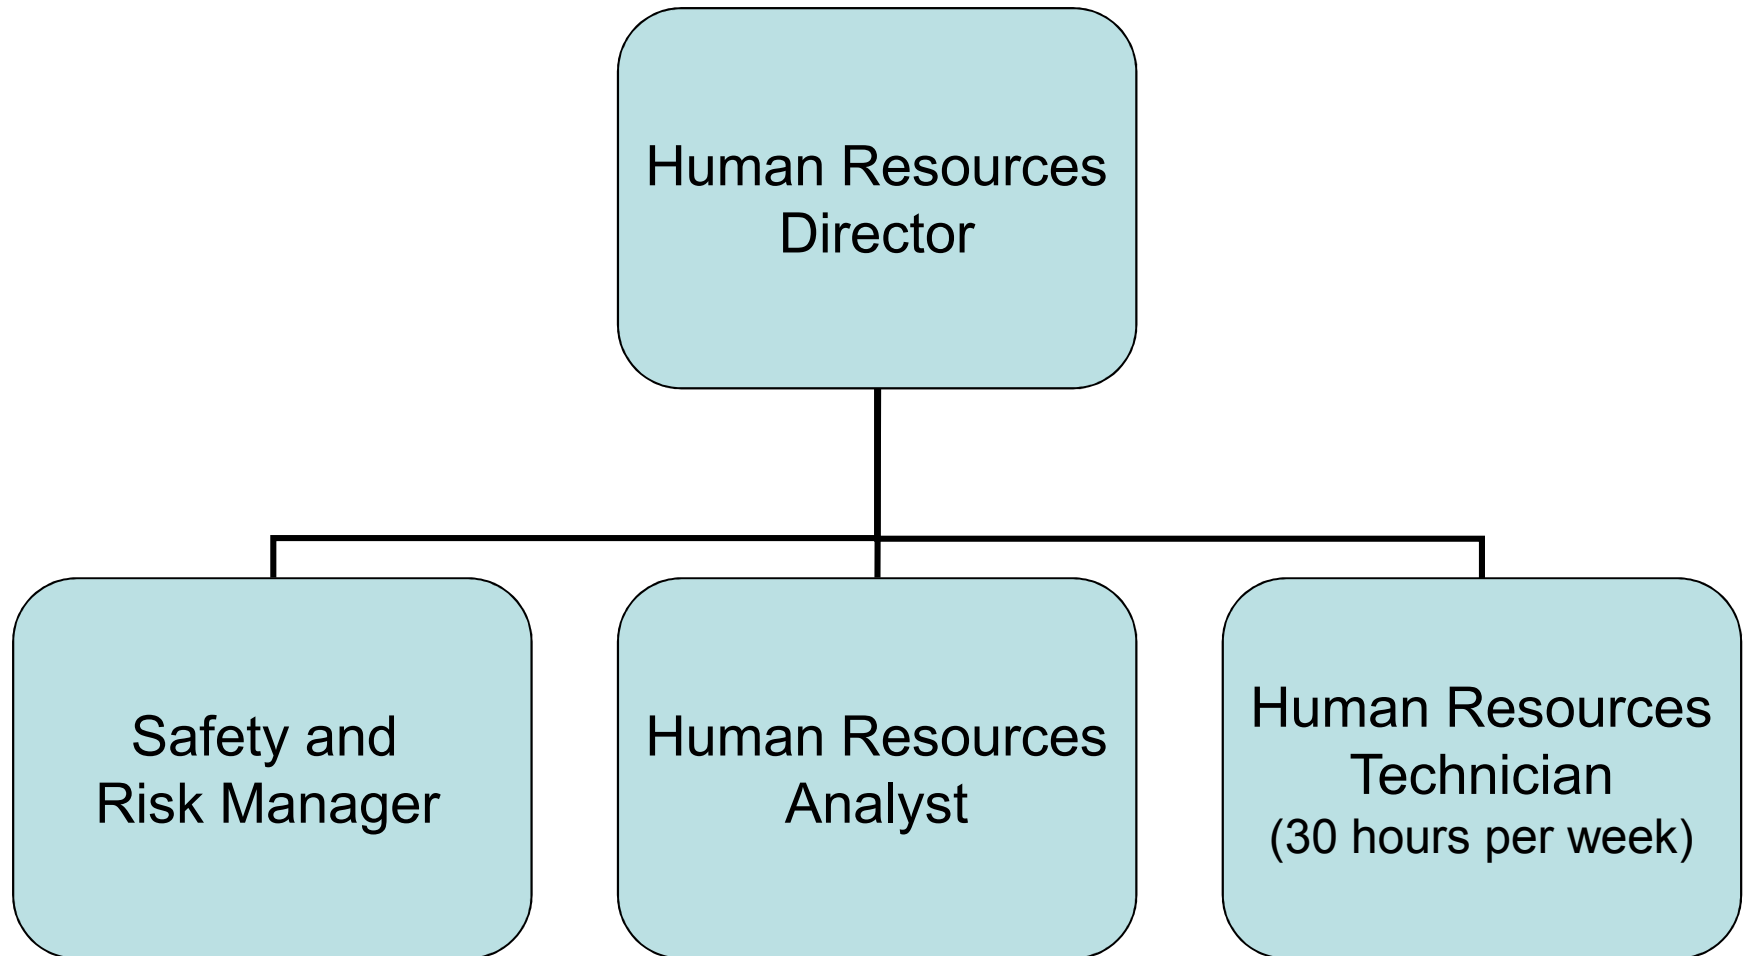 Human Resources
Director
Safety and
Risk Manager
Human Resources
Analyst
Human Resources
Technician
(30 hours per week)